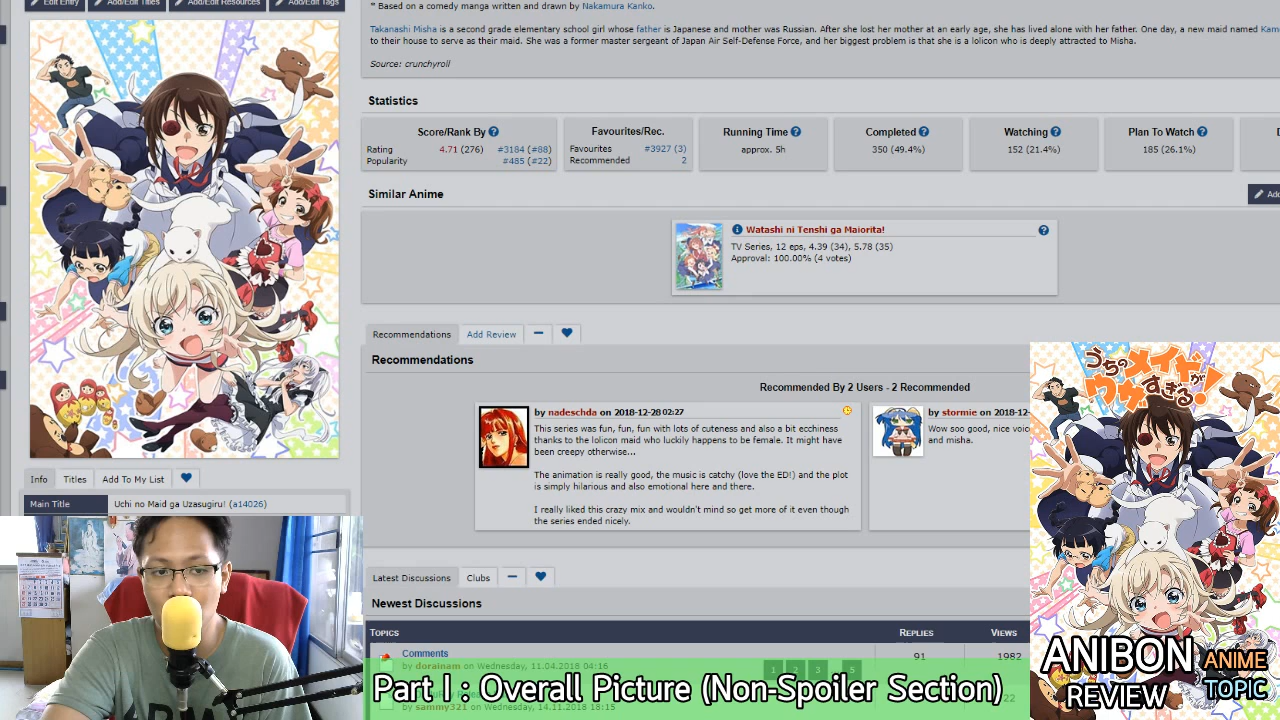 Edit Entry
Add/Edit Titles
Add/Edit Resources
Add/Edit Tags
* Based on a comedy manga written and drawn by Nakamura Kanko.
Takanashi Misha is a second grade elementary school girl whose father is Japanese and mother was Russian. After she lost her mother at an early age, she has lived alone with her father. One day, a new maid named Kam
to their house to serve as their maid. She was a former master sergeant of Japan Air Self-Defense Force, and her biggest problem is that she is a lolicon who is deeply attracted to Misha.
Source: crunchyroll
Statistics
Score/Rank By
Rating 4.71 (276) #3184 (#88)
Popularity #485 (#22)
Favourites/Rec.
Favourites #3927 (3)
Recommended 2
Running Time
approx. 5h
Completed
350 (49.4%)
Watching
152 (21.4%)
Plan To Watch
185 (26.1%)
D
Similar Anime
Add
Watashi ni Tenshi ga Maiorita!
TV Series, 12 eps, 4.39 (34), 5.78 (35)
Approval: 100.00% (4 votes)
Recommendations
Add Review
Recommendations
Recommended By 2 Users - 2 Recommended
by nadeschda on 2018-12-28 02:27
This series was fun, fun, fun with lots of cuteness and also a bit ecchiness
thanks to the lolicon maid who luckily happens to be female. It might have
been creepy otherwise...
The animation is really good, the music is catchy (love the ED!) and the plot
is simply hilarious and also emotional here and there.
I really liked this crazy mix and wouldn't mind so get more of it even though
the series ended nicely.
by stormie on 2018-12-
Wow soo good, nice voic
and misha.
Info
Titles
Add To My List
Main Title Uchi no Maid ga Uzasugiru! (a14026)
Latest Discussions
Clubs
Newest Discussions
TOPICS REPLIES VIEWS
Comments 91 1982
by dorainam on Wednesday, 11.04.2018 04:16
1 2 3 5
by sammy321 on Wednesday, 14.11.2018 18:15
22
Part I : Overall Picture (Non-Spoiler Section)
うちのメイドが
ウザすぎる!
ANIBON
REVIEW
ANIME
TOPIC